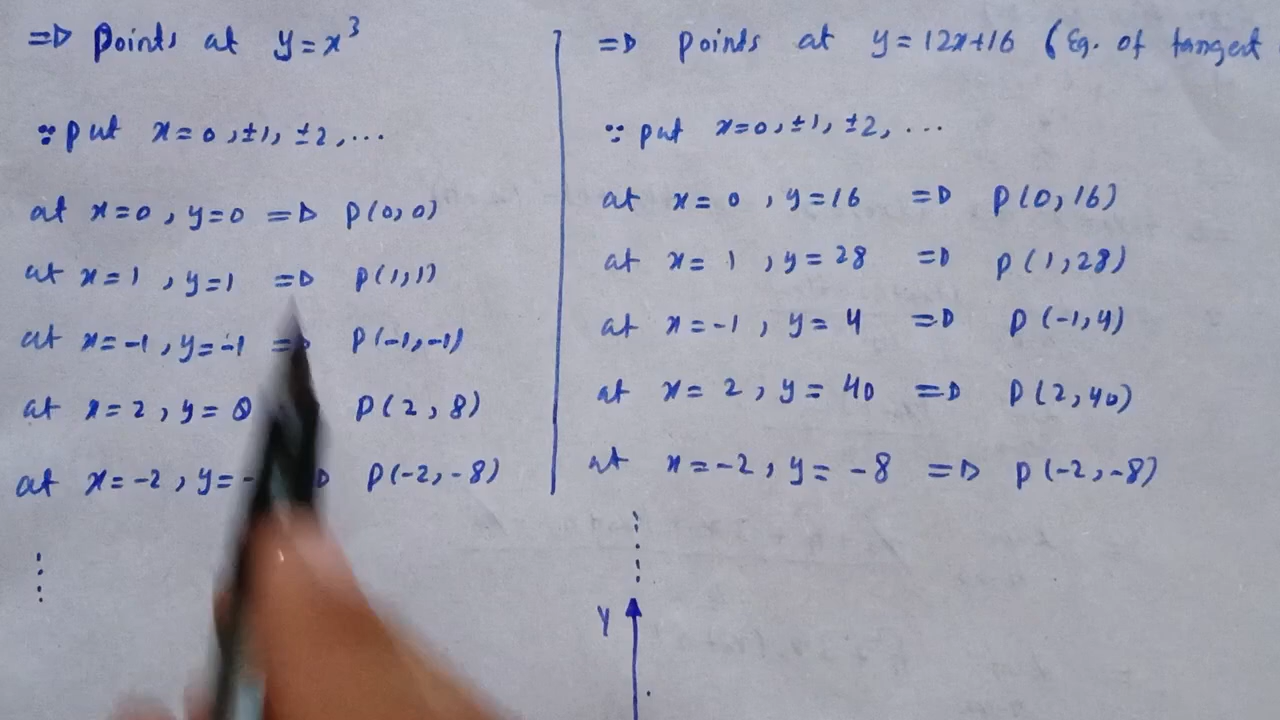 ⇒ Points at y=x³
∵ put x=0, ±1, ±2, ...
at x=0, y=0 ⇒ P(0,0)
at x=1, y=1 ⇒ P(1,1)
at x=-1, y=-1 ⇒ P(-1,-1)
at x=2, y=8 P(2,8)
at x=-2, y=- P(-2,-8)
⇒ points at y=12x+16 (Eq. of tangent
∵ put x=0, ±1, ±2, ...
at x=0, y=16 ⇒ P(0,16)
at x=1, y=28 ⇒ P(1,28)
at x=-1, y=4 ⇒ P(-1,4)
at x=2, y=40 ⇒ P(2,40)
at x=-2, y=-8 ⇒ P(-2,-8)
Y